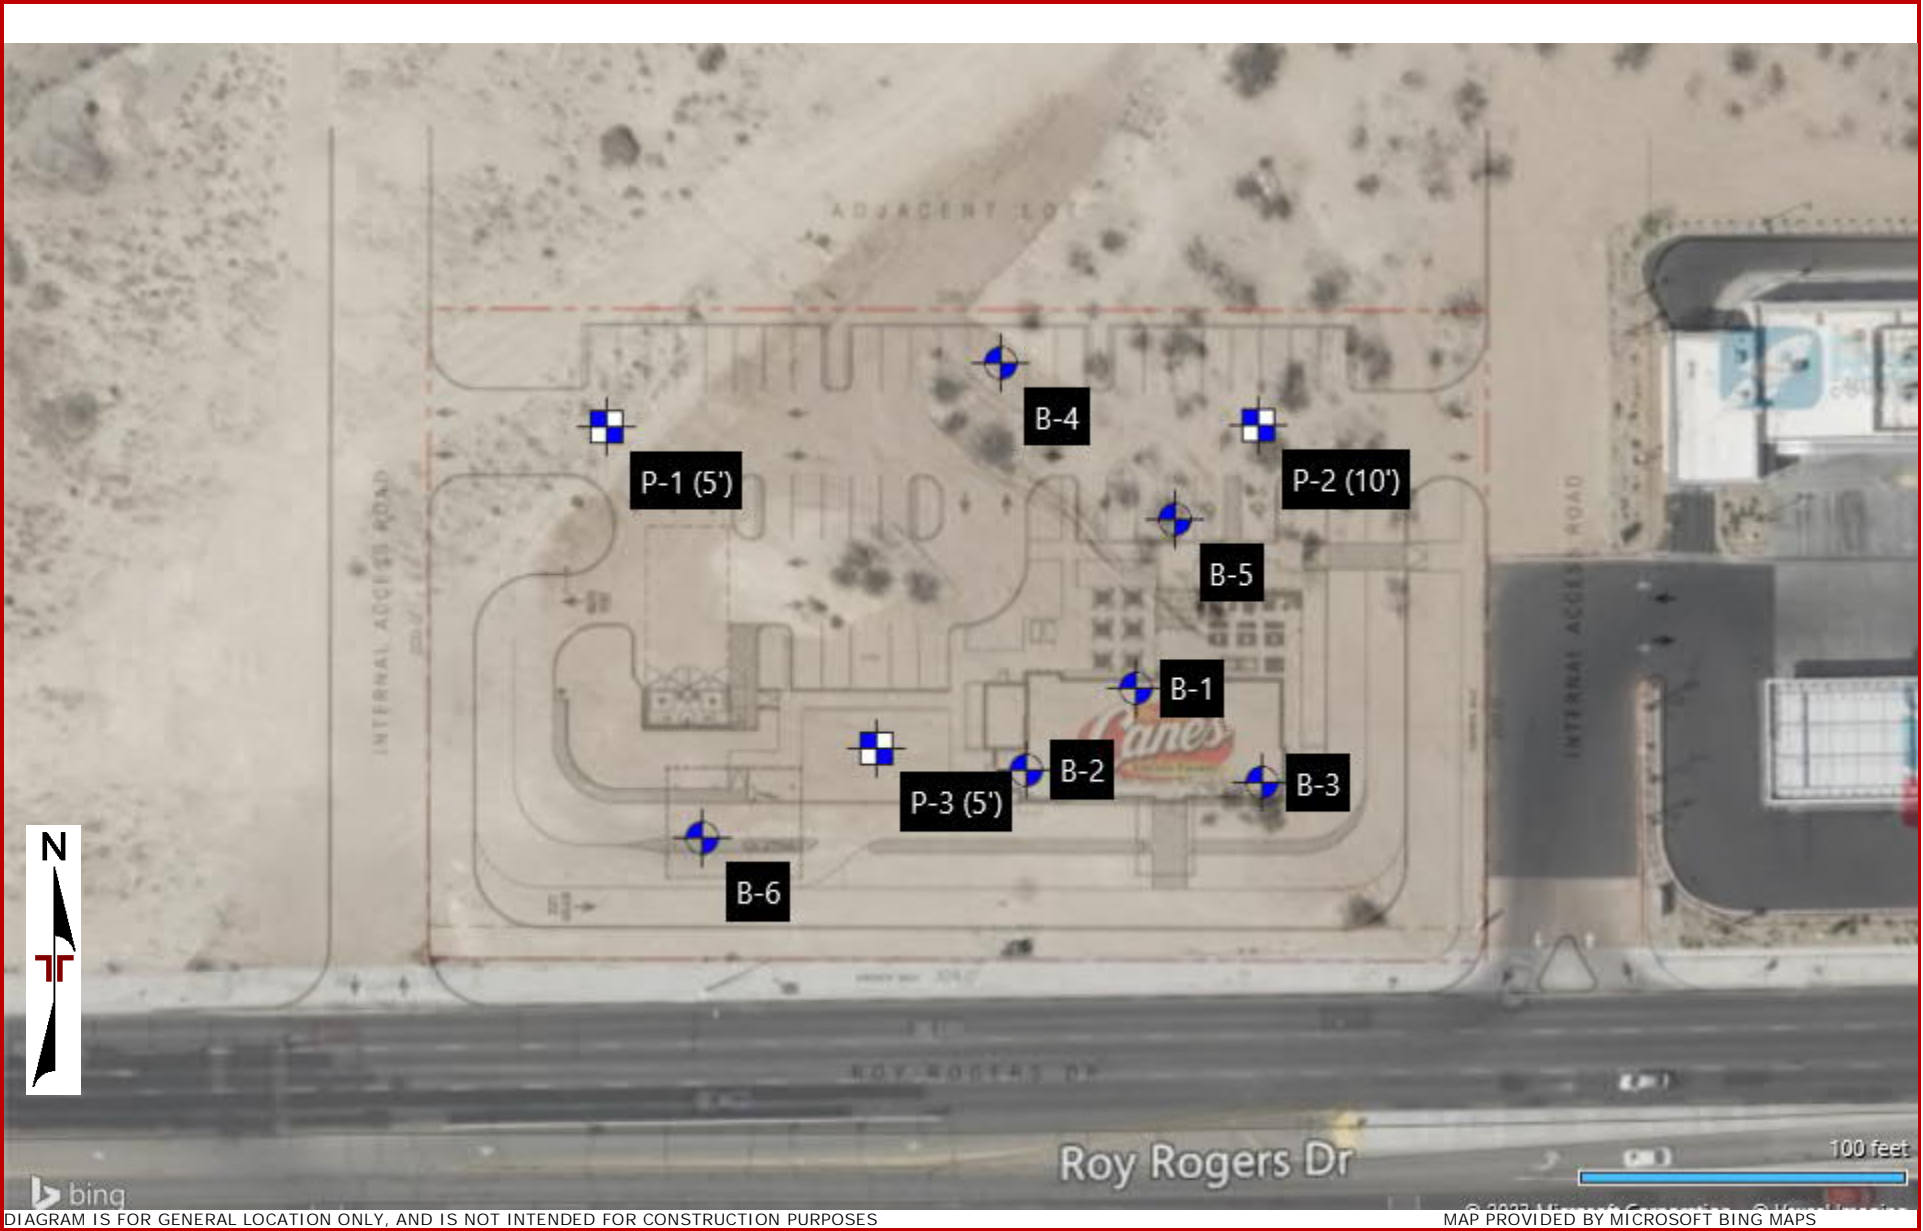 ADJACENT LOT
B-4
P-1 (5')
P-2 (10')
B-5
INTERNAL ACCESS ROAD
INTERNAL ACCESS ROAD
B-1
Canes
B-2
B-3
P-3 (5')
B-6
N
ROY ROGERS DR
Roy Rogers Dr
100 feet
bing
DIAGRAM IS FOR GENERAL LOCATION ONLY, AND IS NOT INTENDED FOR CONSTRUCTION PURPOSES
MAP PROVIDED BY MICROSOFT BING MAPS